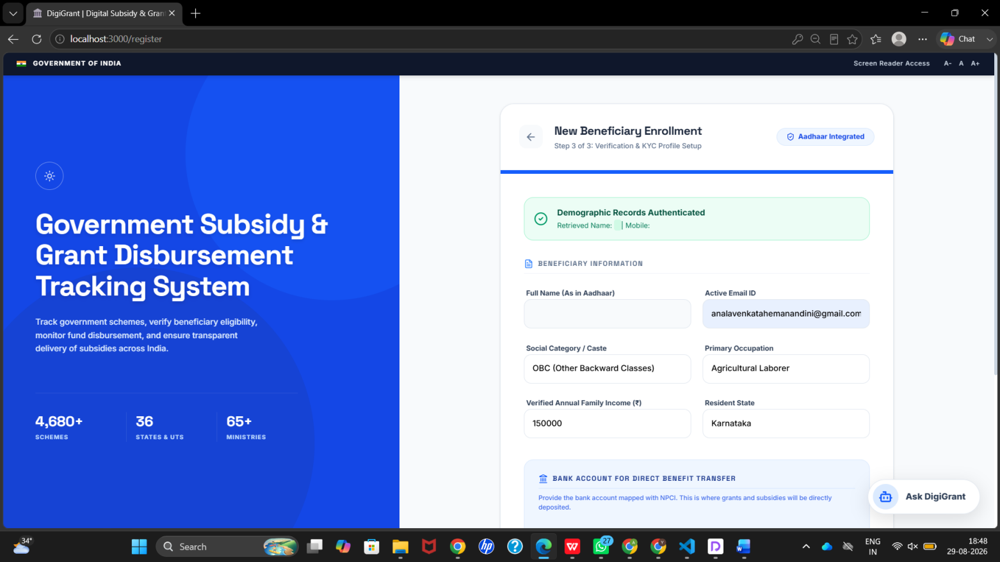 DigiGrant | Digital Subsidy & Gran
localhost:3000/register
Chat
GOVERNMENT OF INDIA
Screen Reader Access
A- A A+
Government Subsidy &
Grant Disbursement
Tracking System
Track government schemes, verify beneficiary eligibility,
monitor fund disbursement, and ensure transparent
delivery of subsidies across India.
4,680+
SCHEMES
36
STATES & UTS
65+
MINISTRIES
New Beneficiary Enrollment
Step 3 of 3: Verification & KYC Profile Setup
Aadhaar Integrated
Demographic Records Authenticated
Retrieved Name: | Mobile:
BENEFICIARY INFORMATION
Full Name (As in Aadhaar)
Active Email ID
analavenkatahemanandini@gmail.com
Social Category / Caste
OBC (Other Backward Classes)
Primary Occupation
Agricultural Laborer
Verified Annual Family Income (₹)
150000
Resident State
Karnataka
BANK ACCOUNT FOR DIRECT BENEFIT TRANSFER
Provide the bank account mapped with NPCI. This is where grants and subsidies will be directly
deposited.
Ask DigiGrant
34°
Search
hp
27
ENG
IN
18:48
29-08-2026